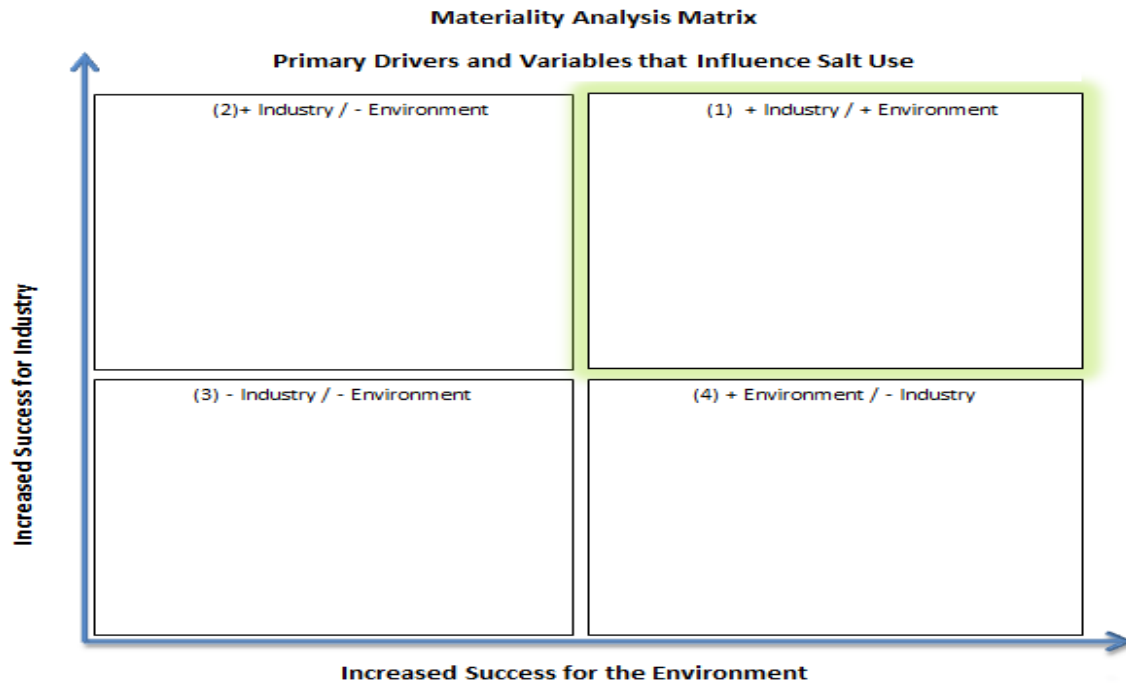 Materiality Analysis Matrix
Primary Drivers and Variables that Influence Salt Use
(2)+ Industry / - Environment
(1) + Industry / + Environment
(3) - Industry / - Environment
(4) + Environment / - Industry
Increased Success for Industry
Increased Success for the Environment